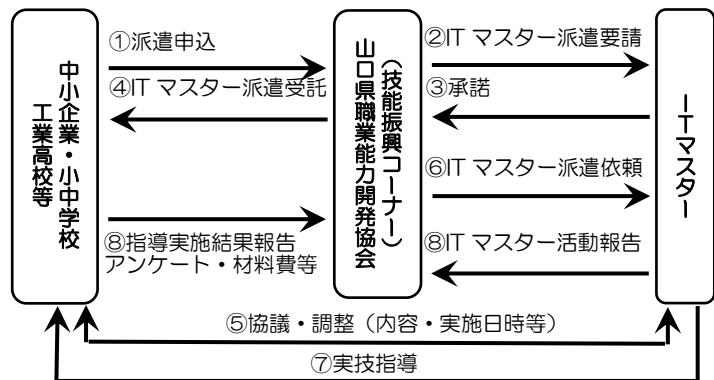 中小企業・小中学校
工業高校等
①派遣申込
④IT マスター派遣受託
⑧指導実施結果報告
アンケート・材料費等
(技能振興コーナー)
山口県職業能力開発協会
②IT マスター派遣要請
③承諾
⑥IT マスター派遣依頼
⑧IT マスター活動報告
ITマスター
⑤協議・調整（内容・実施日時等）
⑦実技指導